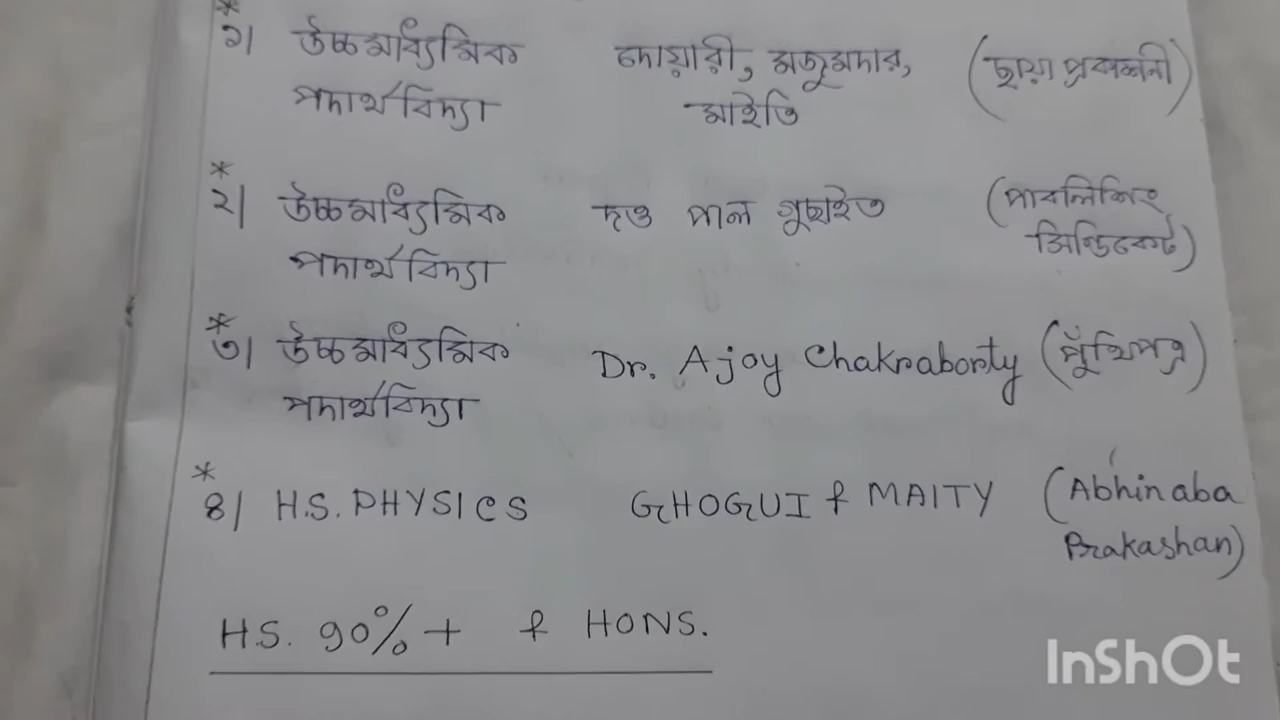 * ১| উচ্চমাধ্যমিক দোয়ারী, মজুমদার, (ছায়া প্রকাশনী)
পদার্থবিদ্যা মাইতি
* ২| উচ্চমাধ্যমিক দত্ত পাল গুছাইত (পাবলিশিং
পদার্থবিদ্যা সিন্ডিকেট)
* ৩| উচ্চমাধ্যমিক Dr. Ajoy Chakraborty (পুঁথিপত্র)
পদার্থবিদ্যা
* ৪| H.S. PHYSICS GHOGUI & MAITY (Abhinaba
Prakashan)
H.S. 90% + & HONS.
InShOt